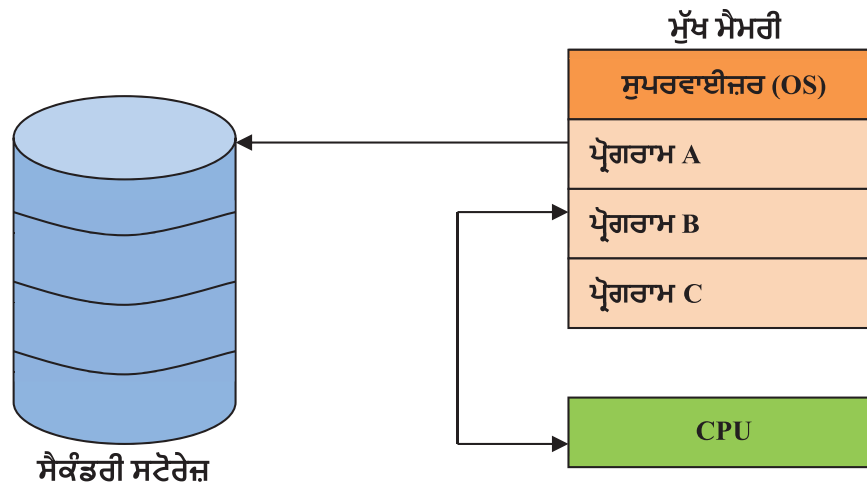 ਮੁੱਖ ਮੈਮਰੀ
ਸੁਪਰਵਾਈਜ਼ਰ (OS)
ਪ੍ਰੋਗਰਾਮ A
ਪ੍ਰੋਗਰਾਮ B
ਪ੍ਰੋਗਰਾਮ C
CPU
ਸੈਕੰਡਰੀ ਸਟੋਰੇਜ਼